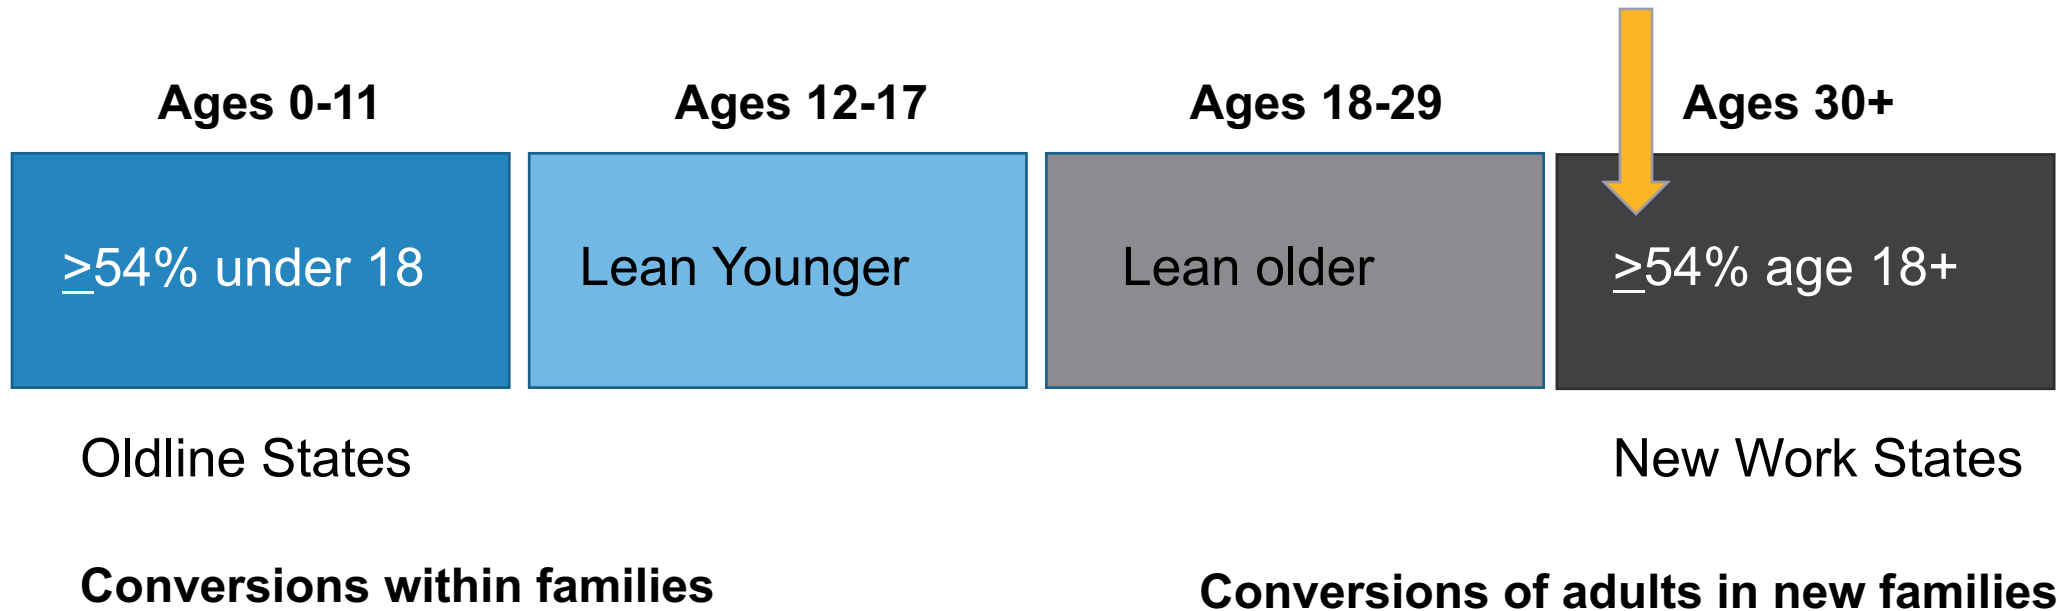 Ages 0-11 Ages 12-17 Ages 18-29 Ages 30+
>54% under 18 Lean Younger Lean older >54% age 18+
Oldline States New Work States
Conversions within families Conversions of adults in new families